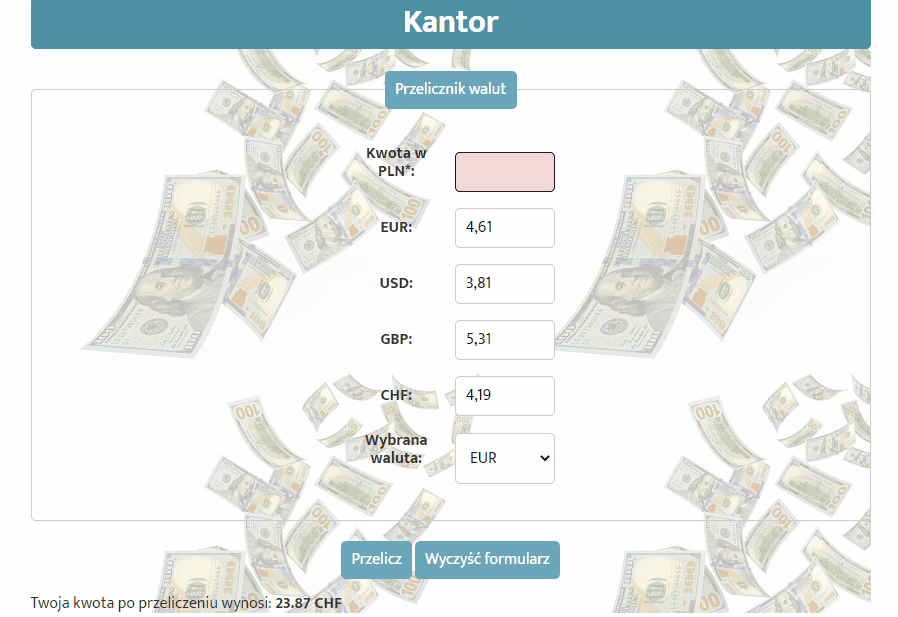 Kantor
Przelicznik walut
Kwota w
PLN*:
EUR:
4,61
USD:
3,81
GBP:
5,31
CHF:
4,19
Wybrana
waluta:
EUR
Przelicz
Wyczyść formularz
Twoja kwota po przeliczeniu wynosi: 23.87 CHF